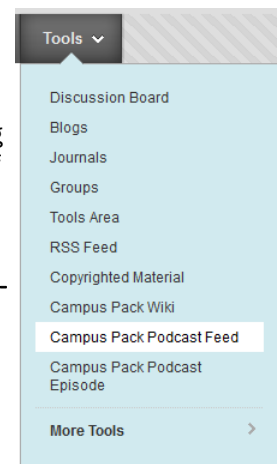 Tools
Discussion Board
Blogs
Journals
Groups
Tools Area
RSS Feed
Copyrighted Material
Campus Pack Wiki
Campus Pack Podcast Feed
Campus Pack Podcast
Episode
More Tools